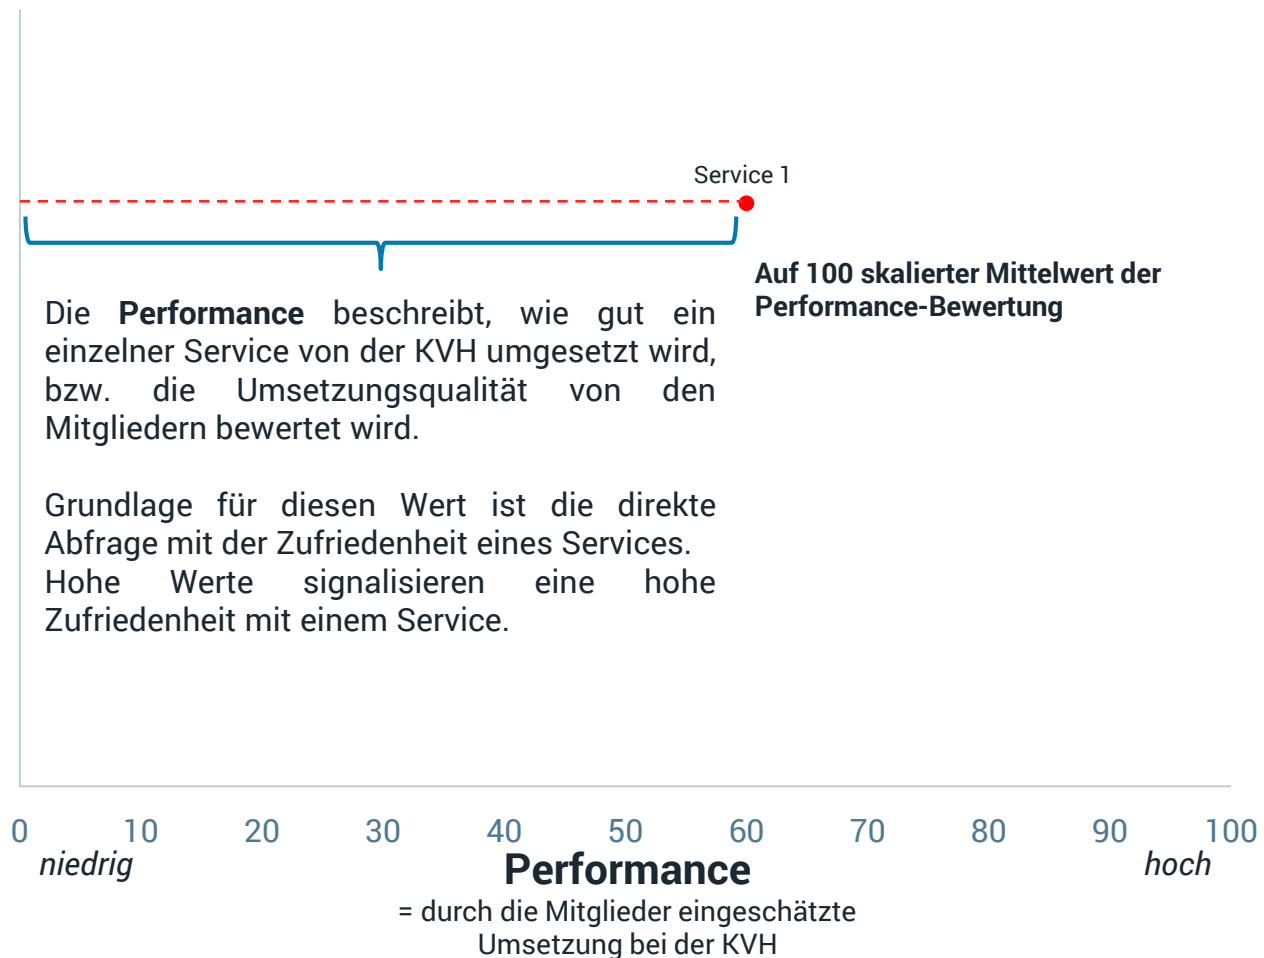 Service 1
Auf 100 skalierter Mittelwert der
Performance-Bewertung
Die Performance beschreibt, wie gut ein
einzelner Service von der KVH umgesetzt wird,
bzw. die Umsetzungsqualität von den
Mitgliedern bewertet wird.
Grundlage für diesen Wert ist die direkte
Abfrage mit der Zufriedenheit eines Services.
Hohe Werte signalisieren eine hohe
Zufriedenheit mit einem Service.
0 10 20 30 40 50 60 70 80 90 100
niedrig hoch
Performance
= durch die Mitglieder eingeschätzte
Umsetzung bei der KVH